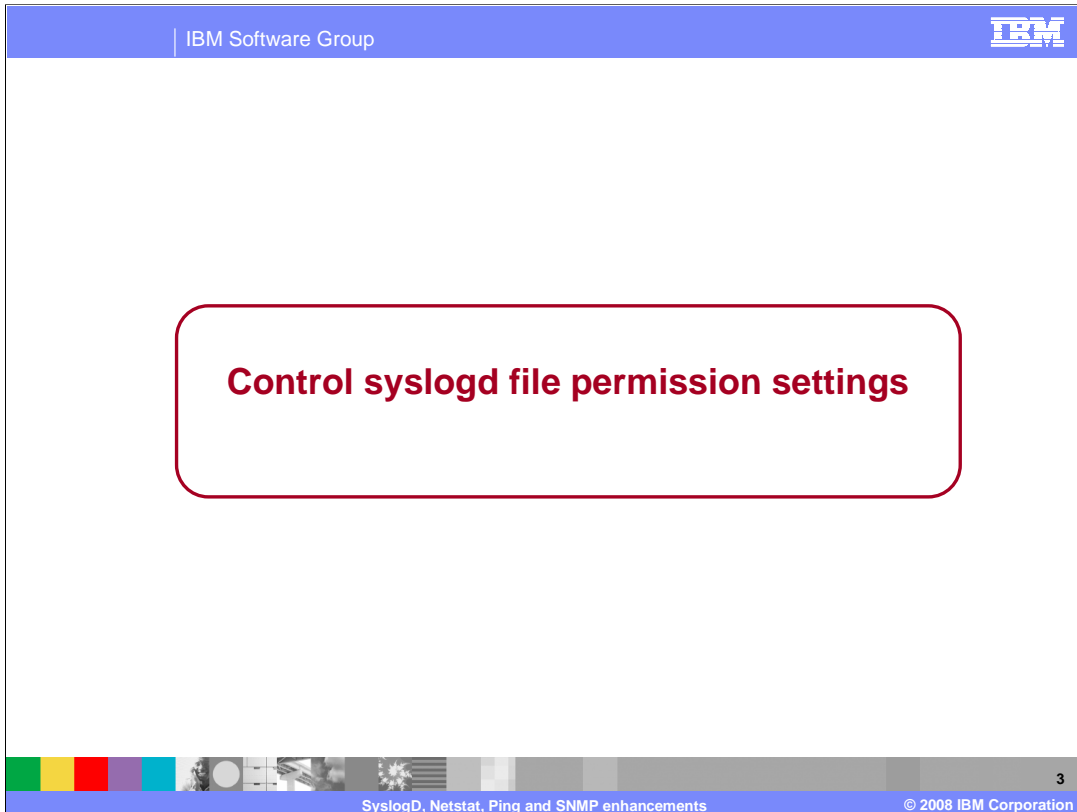 IBM Software Group
IBM
Control syslogd file permission settings
3
SyslogD, Netstat, Ping and SNMP enhancements
© 2008 IBM Corporation